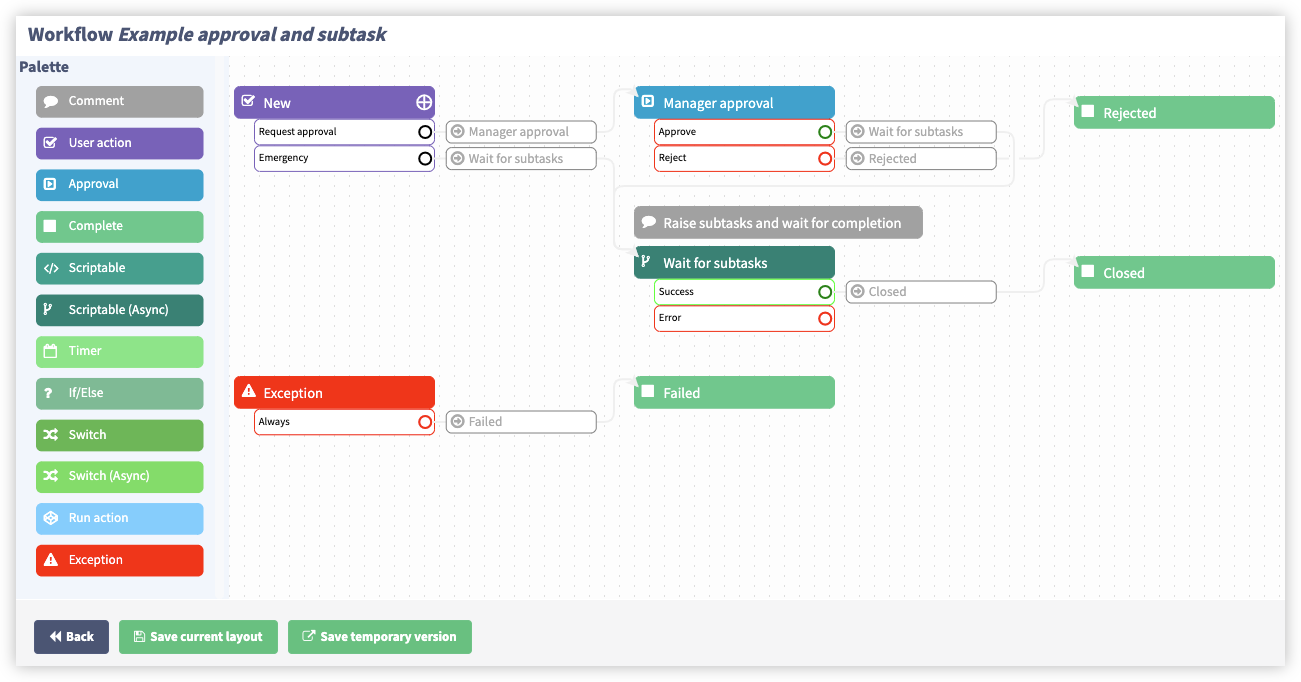 Workflow Example approval and subtask
Palette
Comment
User action
Approval
Complete
Scriptable
Scriptable (Async)
Timer
If/Else
Switch
Switch (Async)
Run action
Exception
New
Request approval
Manager approval
Emergency
Wait for subtasks
Manager approval
Approve
Wait for subtasks
Reject
Rejected
Rejected
Raise subtasks and wait for completion
Wait for subtasks
Success
Closed
Error
Closed
Exception
Always
Failed
Failed
Back
Save current layout
Save temporary version